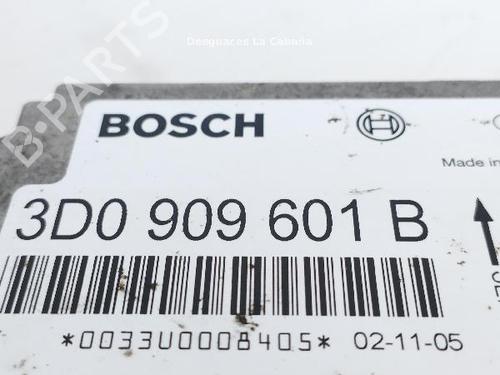 Desguaces La Cabaña
B-PARTS
BOSCH
Made in
3D0 909 601 B
*0033U0008405* 02-11-05